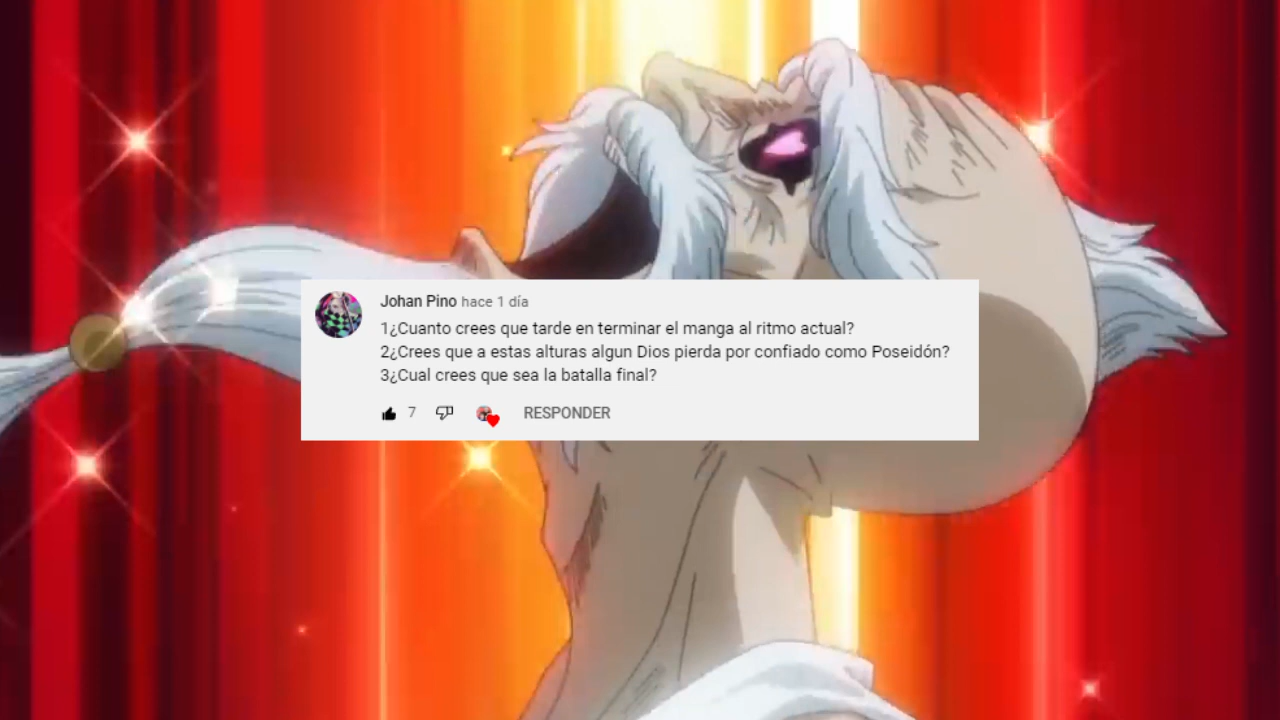 Johan Pino hace 1 día
1¿Cuanto crees que tarde en terminar el manga al ritmo actual?
2¿Crees que a estas alturas algun Dios pierda por confiado como Poseidón?
3¿Cual crees que sea la batalla final?
7 RESPONDER